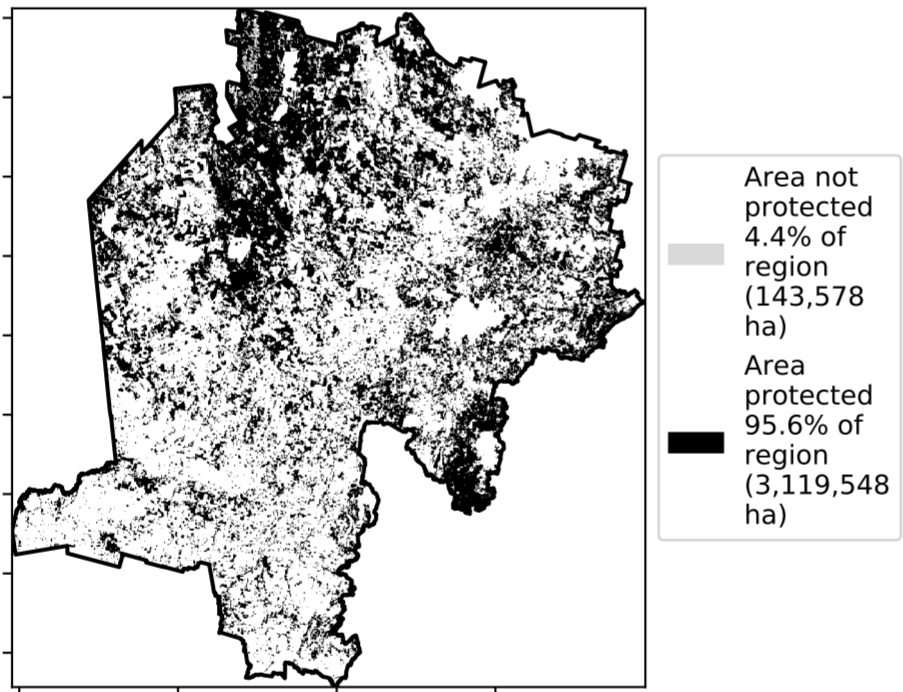 Area not
protected
4.4% of
region
(143,578
ha)
Area
protected
95.6% of
region
(3,119,548
ha)